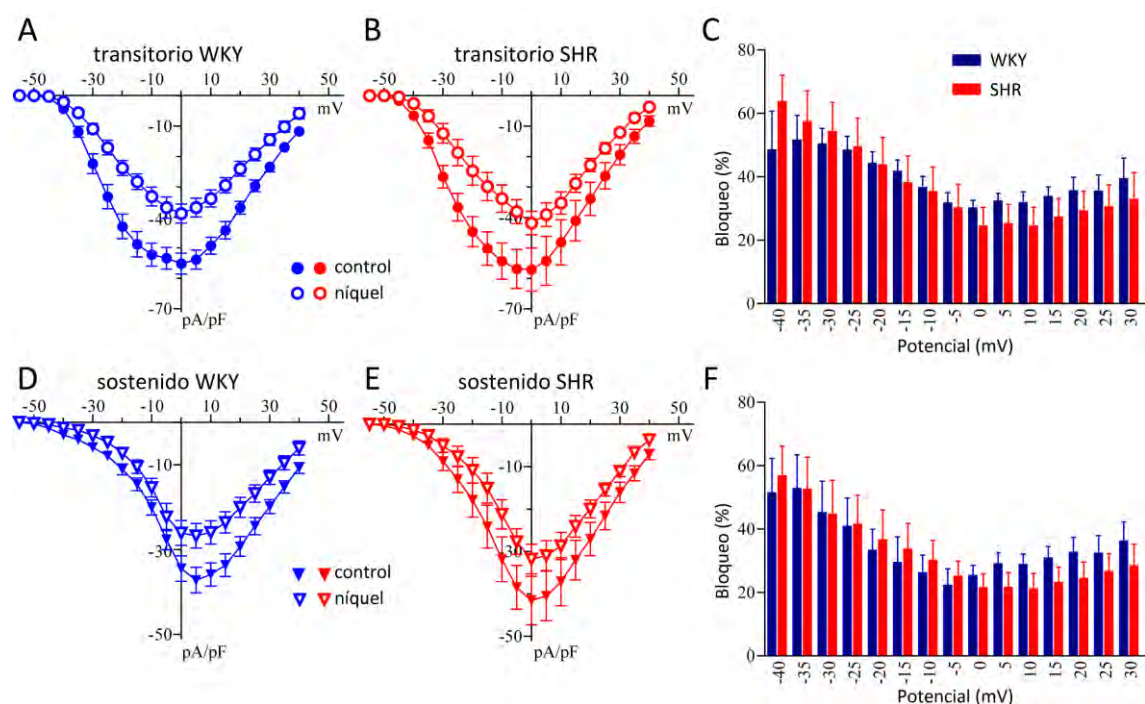 A
transitorio WKY
-50 -30 -10 10 30 50
mV
-10
-40
-70
pA/pF
control
níquel
B
transitorio SHR
-50 -30 -10 10 30 50
mV
-10
-40
-70
pA/pF
C
80
60
40
20
0
Bloqueo (%)
WKY
SHR
-40 -35 -30 -25 -20 -15 -10 -5 0 5 10 15 20 25 30
Potencial (mV)
D
sostenido WKY
-50 -30 -10 10 30 50
mV
-10
-30
-50
pA/pF
control
níquel
E
sostenido SHR
-50 -30 -10 10 30 50
mV
-10
-30
-50
pA/pF
F
80
60
40
20
0
Bloqueo (%)
-40 -35 -30 -25 -20 -15 -10 -5 0 5 10 15 20 25 30
Potencial (mV)